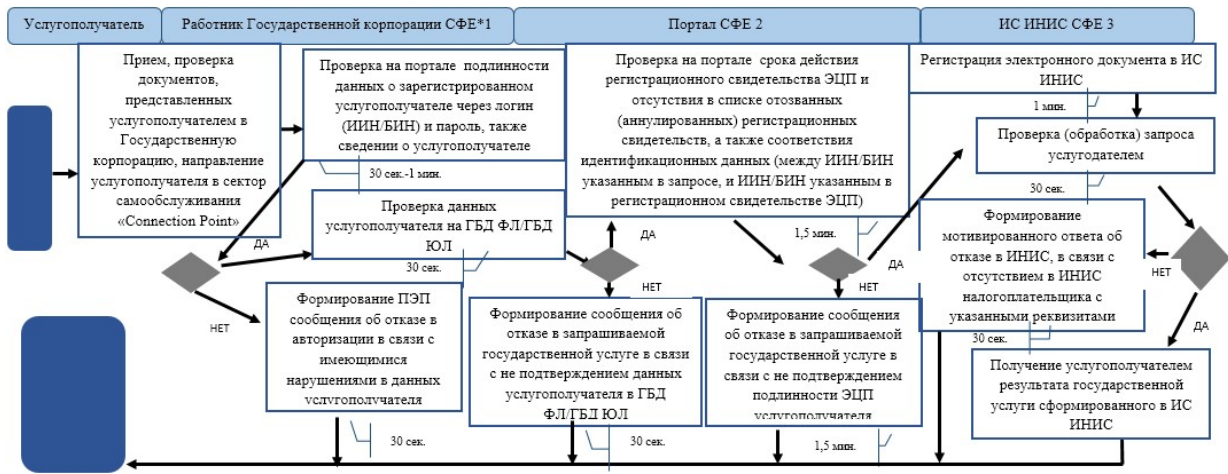 Услугополучатель
Работник Государственной корпорации СФЕ*1
Портал СФЕ 2
ИС ИНИС СФЕ 3
Прием, проверка
документов,
представленных
услугополучателем в
Государственную
корпорацию, направление
услугополучателя в сектор
самообслуживания
«Connection Point»
Проверка на портале подлинности
данных о зарегистрированном
услугополучателе через логин
(ИИН/БИН) и пароль, также
сведении о услугополучателе
30 сек.-1 мин.
Проверка данных
услугополучателя на ГБД ФЛ/ГБД
ЮЛ
30 сек.
ДА
НЕТ
Формирование ПЭП
сообщения об отказе в
авторизации в связи с
имеющимися
нарушениями в данных
услугополучателя
30 сек.
Проверка на портале срока действия
регистрационного свидетельства ЭЦП и
отсутствия в списке отозванных
(аннулированных) регистрационных
свидетельств, а также соответствия
идентификационных данных (между ИИН/БИН
указанным в запросе, и ИИН/БИН указанным в
регистрационном свидетельстве ЭЦП)
1,5 мин.
ДА
НЕТ
Формирование сообщения об
отказе в запрашиваемой
государственной услуге в связи
с не подтверждением данных
услугополучателя в ГБД
ФЛ/ГБД ЮЛ
30 сек.
ДА
НЕТ
Формирование сообщения
об отказе в запрашиваемой
государственной услуге в
связи с не подтверждением
подлинности ЭЦП
услугополучателя
1,5 мин.
Регистрация электронного документа в ИС
ИНИС
1 мин.
Проверка (обработка) запроса
услугодателем
30 сек.
Формирование
мотивированного ответа об
отказе в ИНИС, в связи с
отсутствием в ИНИС
налогоплательщика с
указанными реквизитами
30 сек.
НЕТ
ДА
Получение услугополучателем
результата государственной
услуги сформированного в ИС
ИНИС